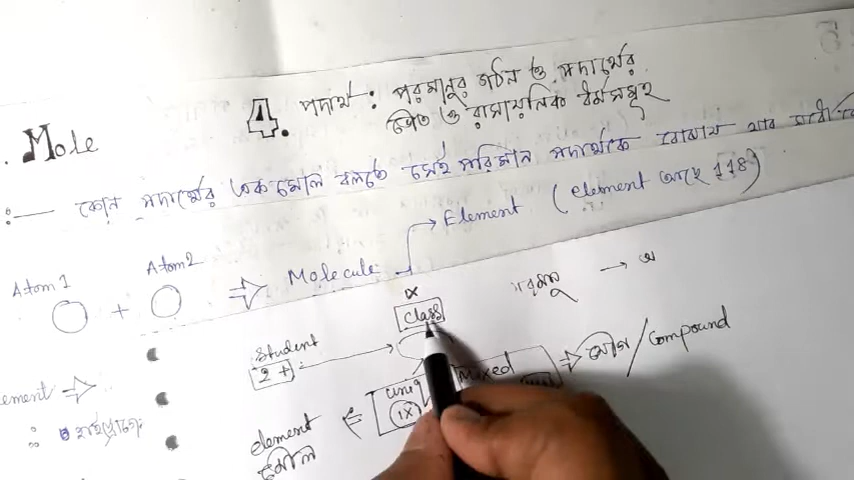 4. পদার্থ : পরমানুর গঠন ও পদার্থের
ভৌত ও রাসায়নিক ধর্মসমূহ
Mole
:— কোন পদার্থের এক মোল বলতে সেই পরিমান পদার্থকে বোঝায় যার
Element (element আছে 118)
Atom 1 + Atom 2 ⇒ Molecule
class
Student
2 +
Mixed
⇒ যৌগ / Compound
1X
element
মৌল